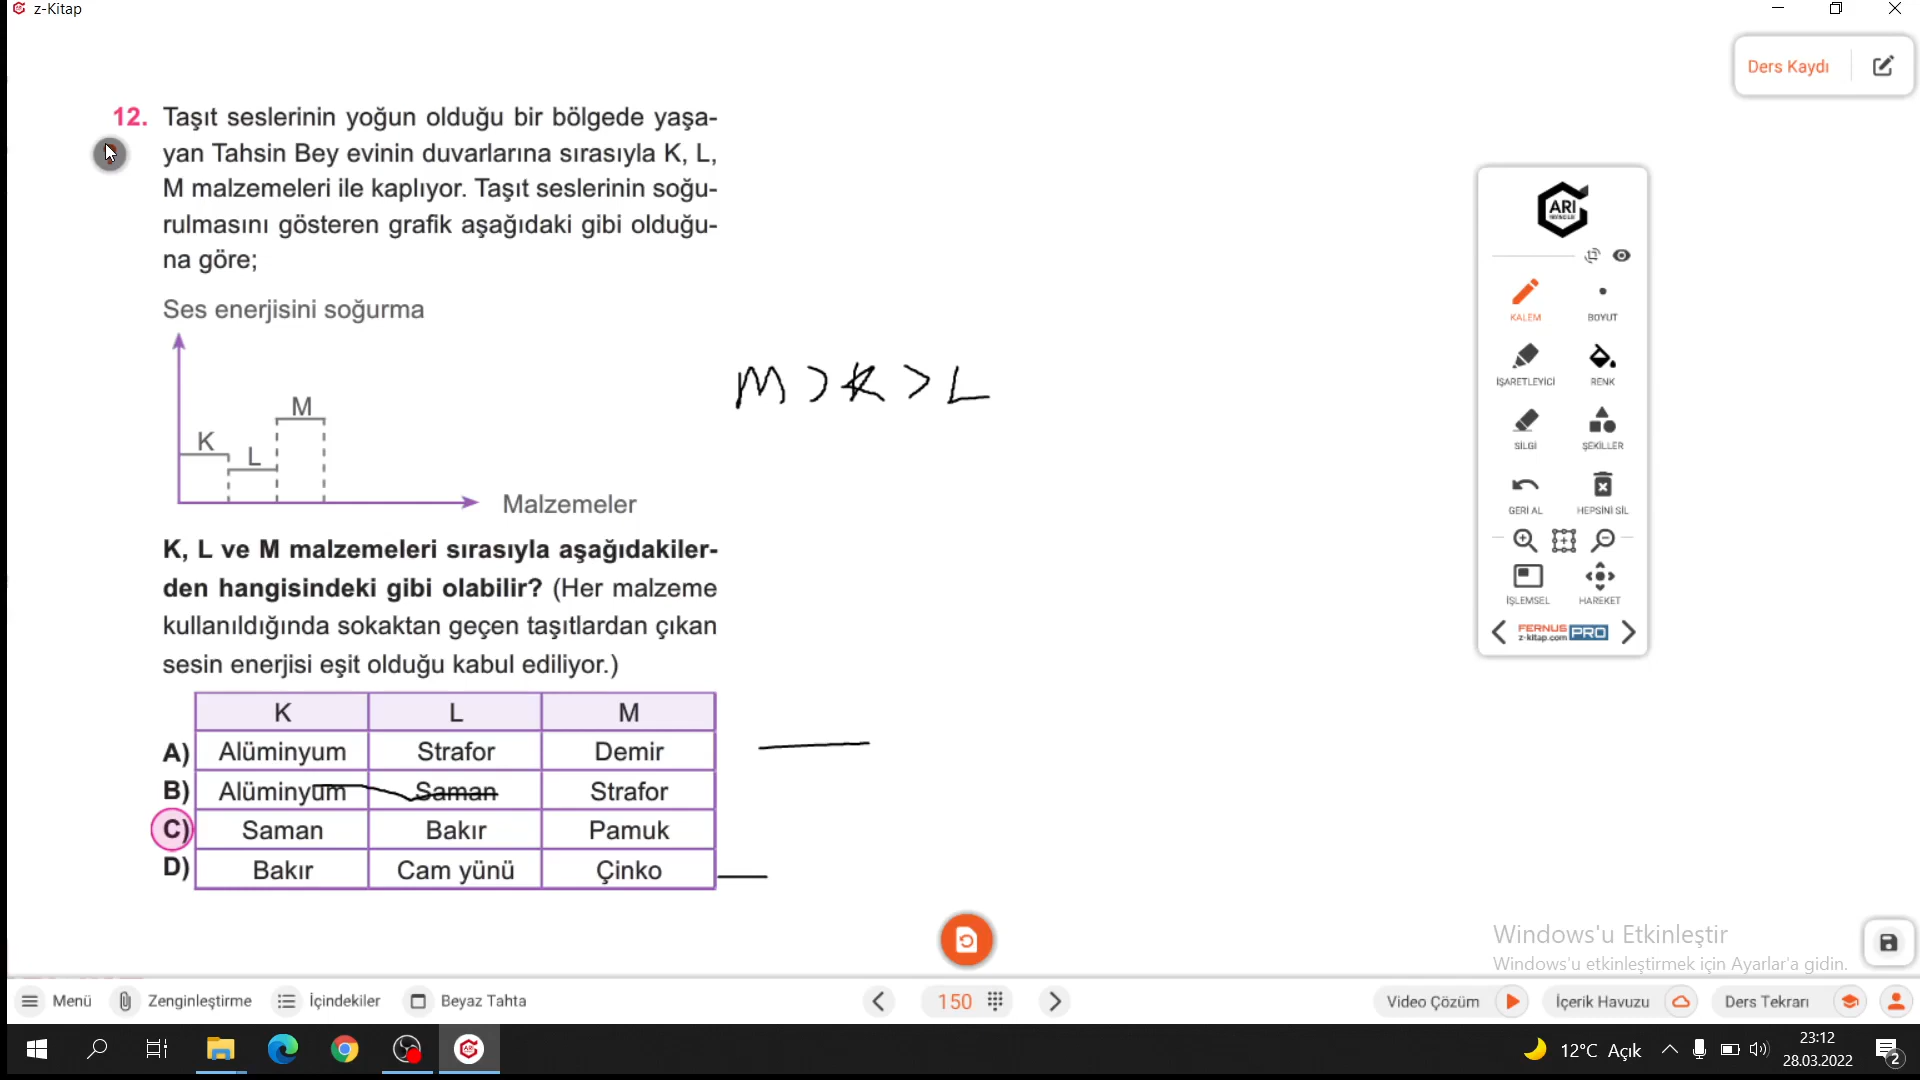 z-Kitap
Ders Kaydı
12. Taşıt seslerinin yoğun olduğu bir bölgede yaşa-
yan Tahsin Bey evinin duvarlarına sırasıyla K, L,
M malzemeleri ile kaplıyor. Taşıt seslerinin soğu-
rulmasını gösteren grafik aşağıdaki gibi olduğu-
na göre;
Ses enerjisini soğurma
M
K
L
Malzemeler
M > K > L
K, L ve M malzemeleri sırasıyla aşağıdakiler-
den hangisindeki gibi olabilir? (Her malzeme
kullanıldığında sokaktan geçen taşıtlardan çıkan
sesin enerjisi eşit olduğu kabul ediliyor.)
K L M
A) Alüminyum Strafor Demir
B) Alüminyum Saman Strafor
C) Saman Bakır Pamuk
D) Bakır Cam yünü Çinko
ARI
KALEM BOYUT
İŞARETLEYİCİ RENK
SİLGİ ŞEKİLLER
GERİ AL HEPSİNİ SİL
İŞLEMSEL HAREKET
FERNUS
z-kitap.com PRO
Windows'u Etkinleştir
Windows'u etkinleştirmek için Ayarlar'a gidin.
Menü Zenginleştirme İçindekiler Beyaz Tahta 150 Video Çözüm İçerik Havuzu Ders Tekrarı
12°C Açık 23:12
28.03.2022 2